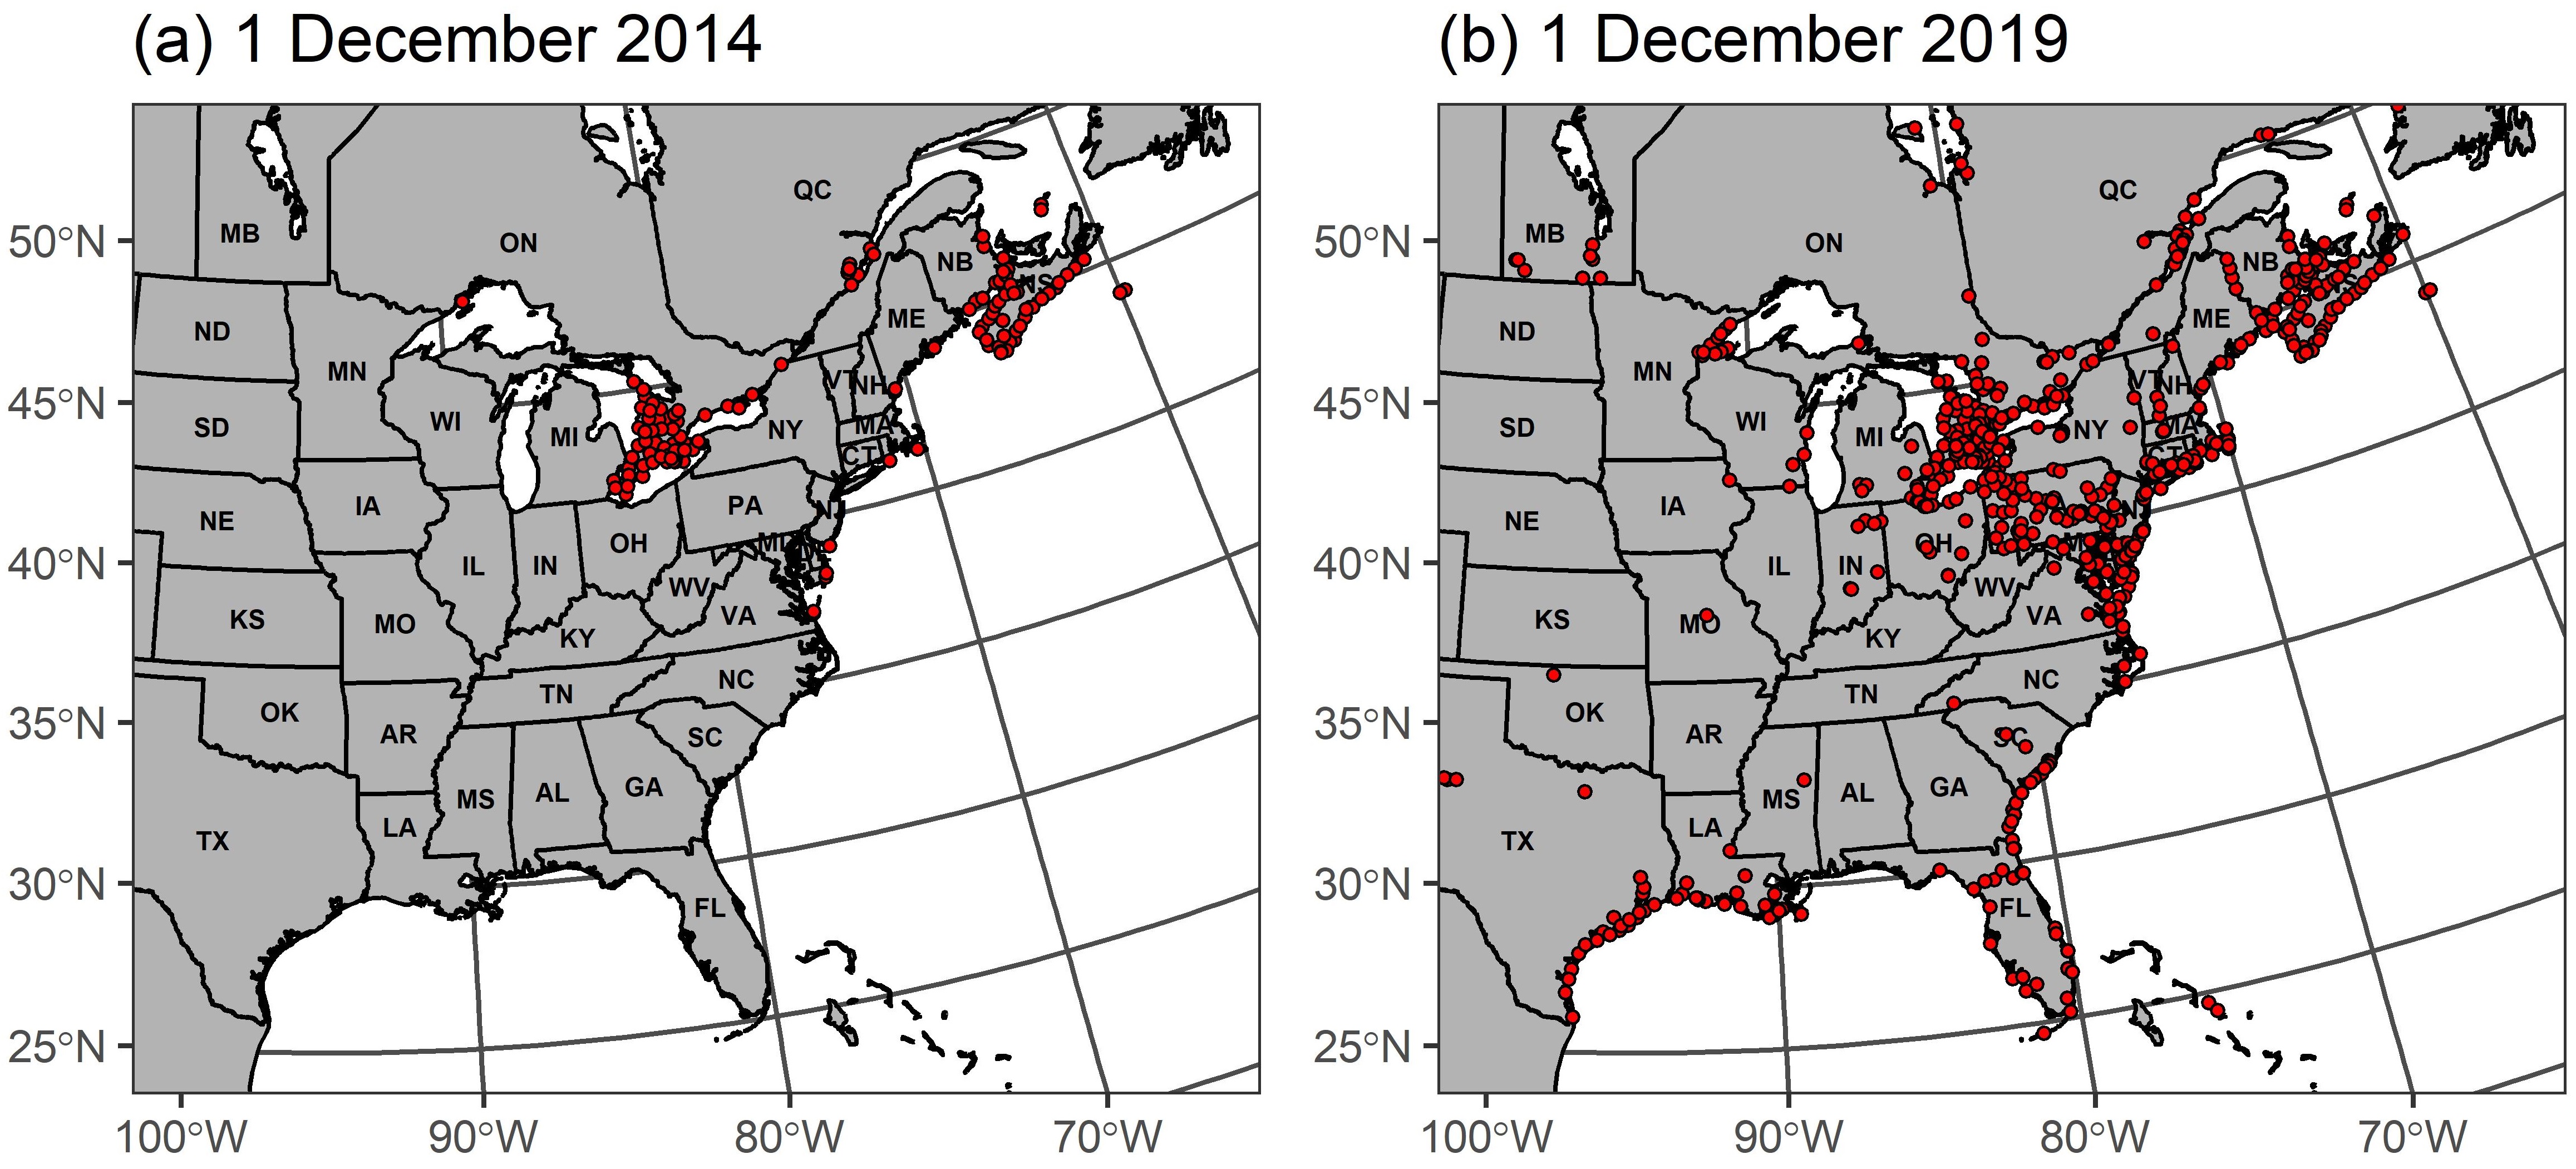 (a) 1 December 2014
QC
MB
ON
NB
NS
ND
ME
MN
VT
NH
SD
WI
MI
NY
MA
CT
NE
IA
PA
NJ
IL
IN
OH
MD
WV
KS
MO
VA
KY
NC
TN
OK
AR
SC
MS
AL
GA
TX
LA
FL
50°N
45°N
40°N
35°N
30°N
25°N
100°W
90°W
80°W
70°W
(b) 1 December 2019
QC
MB
ON
NB
ND
ME
MN
VT
NH
SD
WI
MI
NY
MA
CT
NE
IA
IL
IN
OH
WV
KS
MO
VA
KY
NC
TN
OK
AR
SC
MS
AL
GA
TX
LA
FL
50°N
45°N
40°N
35°N
30°N
25°N
100°W
90°W
80°W
70°W